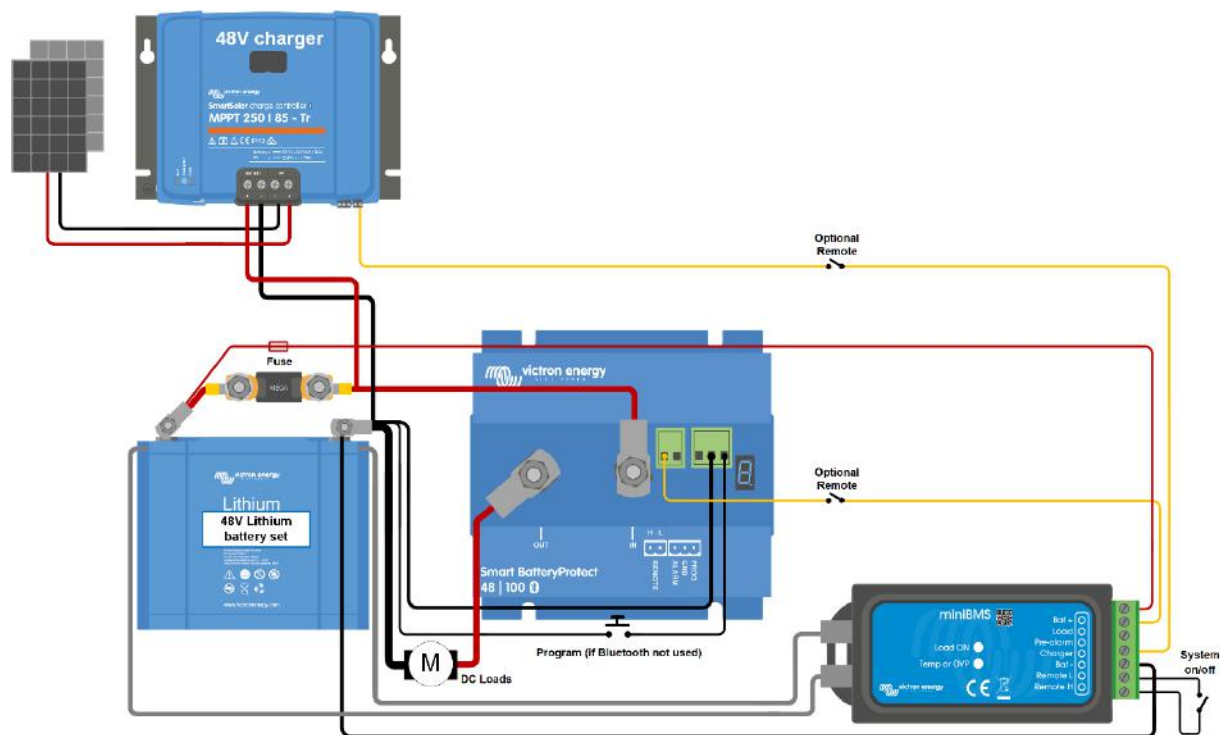 48V charger
victron energy
SmartSolar charge controller
MPPT 250 | 85 - Tr
Optional
Remote
Fuse
MEGA
victron energy
BLUE POWER
victron energy
Lithium
48V Lithium
battery set
www.victronenergy.com
Optional
Remote
H L
OUT
IN
REMOTE
ALARM
GND
PROG
Smart BatteryProtect
48 | 100
Program (if Bluetooth not used)
M
DC Loads
miniBMS
Load ON
Temp or OVP
victron energy
CE
Bat +
Load
Pre-alarm
Charger
Bat -
Remote L
Remote H
System
on/off